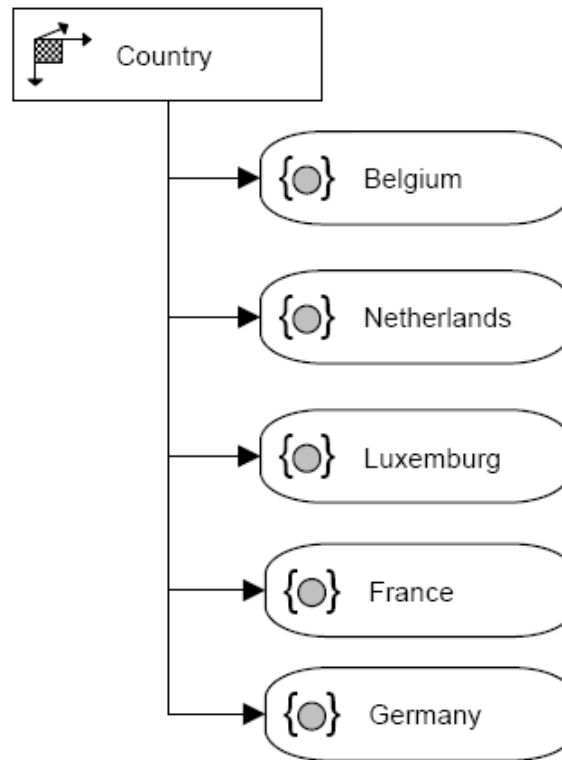 Country
{} Belgium
{} Netherlands
{} Luxemburg
{} France
{} Germany